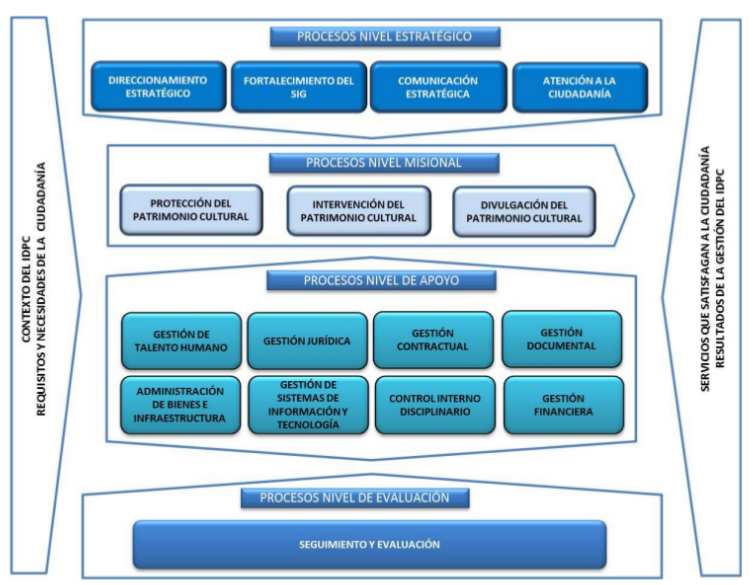 CONTEXTO DEL IDPC
REQUISITOS Y NECESIDADES DE LA CIUDADANÍA
PROCESOS NIVEL ESTRATÉGICO
DIRECCIONAMIENTO
ESTRATÉGICO
FORTALECIMIENTO DEL
SIG
COMUNICACIÓN
ESTRATÉGICA
ATENCIÓN A LA
CIUDADANÍA
PROCESOS NIVEL MISIONAL
PROTECCIÓN DEL
PATRIMONIO CULTURAL
INTERVENCIÓN DEL
PATRIMONIO CULTURAL
DIVULGACIÓN DEL
PATRIMONIO CULTURAL
PROCESOS NIVEL DE APOYO
GESTIÓN DE
TALENTO HUMANO
GESTIÓN JURÍDICA
GESTIÓN
CONTRACTUAL
GESTIÓN
DOCUMENTAL
ADMINISTRACIÓN
DE BIENES E
INFRAESTRUCTURA
GESTIÓN DE
SISTEMAS DE
INFORMACIÓN Y
TECNOLOGÍA
CONTROL INTERNO
DISCIPLINARIO
GESTIÓN
FINANCIERA
PROCESOS NIVEL DE EVALUACIÓN
SEGUIMIENTO Y EVALUACIÓN
SERVICIOS QUE SATISFAGAN A LA CIUDADANÍA
RESULTADOS DE LA GESTIÓN DEL IDPC